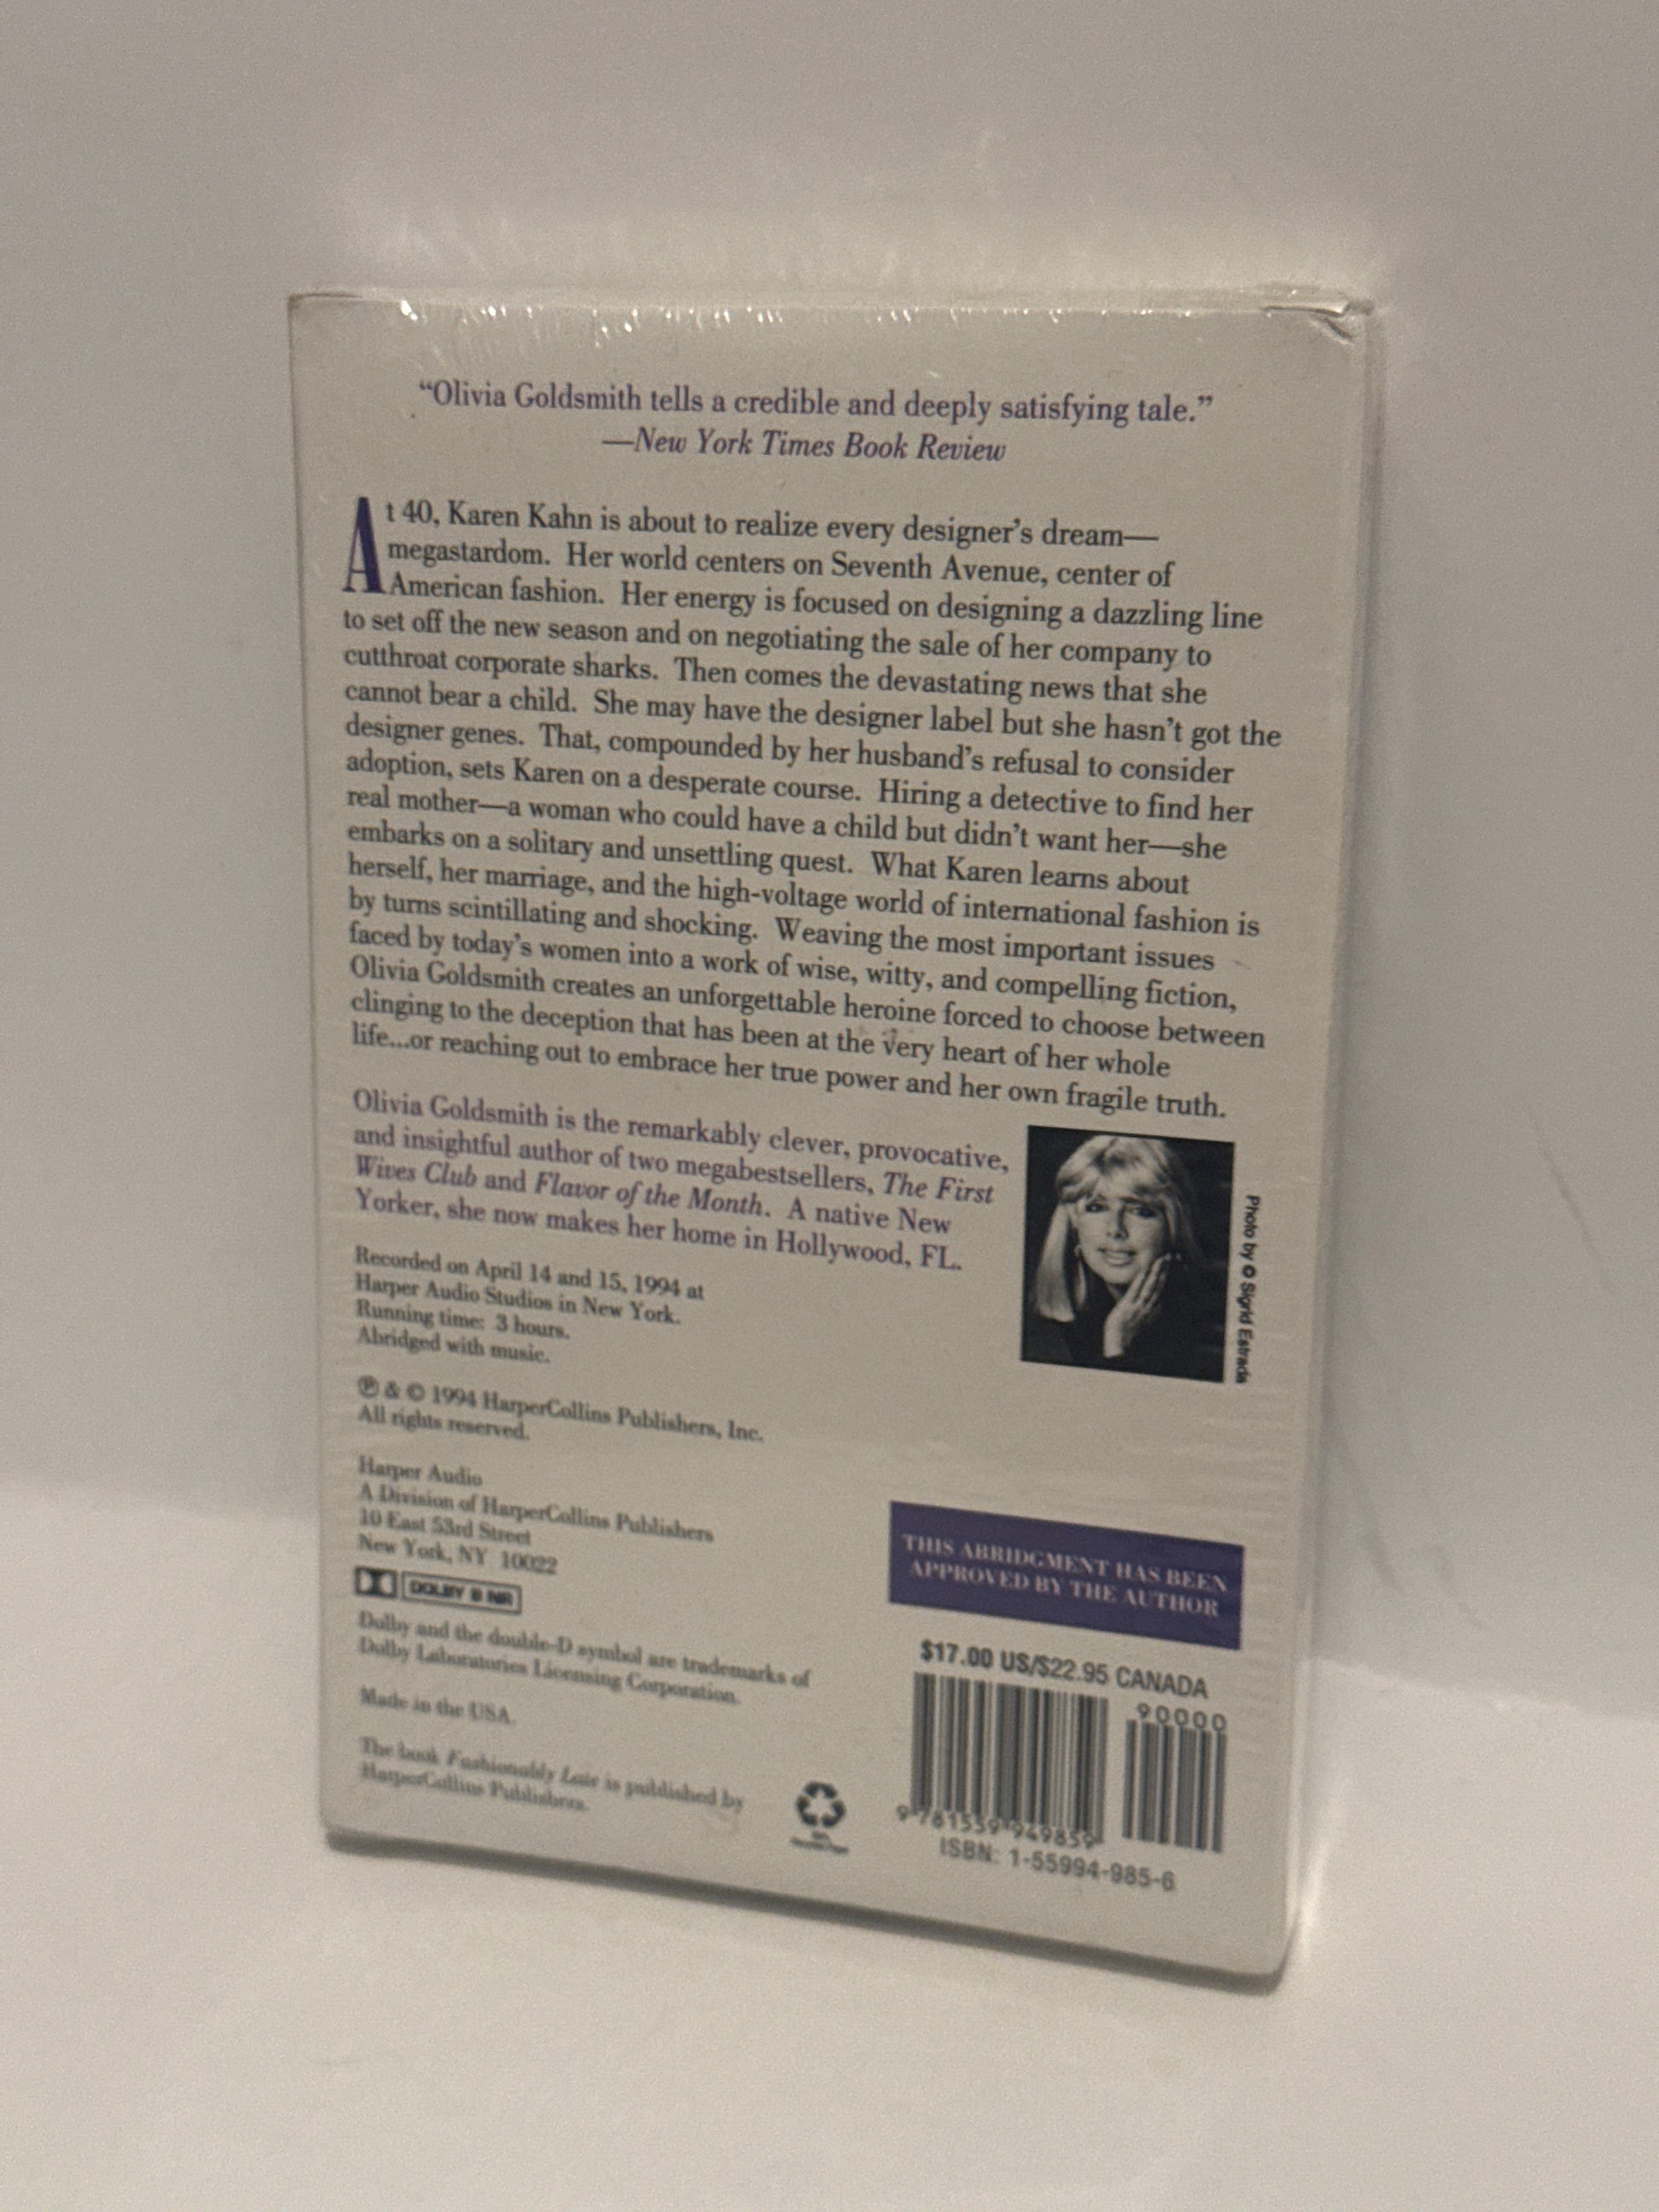 “Olivia Goldsmith tells a credible and deeply satisfying tale.”
—New York Times Book Review
At 40, Karen Kahn is about to realize every designer’s dream—
megastardom. Her world centers on Seventh Avenue, center of
American fashion. Her energy is focused on designing a dazzling line
to set off the new season and on negotiating the sale of her company to
cutthroat corporate sharks. Then comes the devastating news that she
cannot bear a child. She may have the designer label but she hasn’t got the
designer genes. That, compounded by her husband’s refusal to consider
adoption, sets Karen on a desperate course. Hiring a detective to find her
real mother—a woman who could have a child but didn’t want her—she
embarks on a solitary and unsettling quest. What Karen learns about
herself, her marriage, and the high-voltage world of international fashion is
by turns scintillating and shocking. Weaving the most important issues
faced by today’s women into a work of wise, witty, and compelling fiction,
Olivia Goldsmith creates an unforgettable heroine forced to choose between
clinging to the deception that has been at the very heart of her whole
life...or reaching out to embrace her true power and her own fragile truth.
Olivia Goldsmith is the remarkably clever, provocative,
and insightful author of two megabestsellers, The First
Wives Club and Flavor of the Month. A native New
Yorker, she now makes her home in Hollywood, FL.
Photo by © Sigrid Estrada
Recorded on April 14 and 15, 1994 at
Harper Audio Studios in New York.
Running time: 3 hours.
Abridged with music.
℗ & © 1994 HarperCollins Publishers, Inc.
All rights reserved.
Harper Audio
A Division of HarperCollins Publishers
10 East 53rd Street
New York, NY 10022
DOLBY B NR
Dolby and the double-D symbol are trademarks of
Dolby Laboratories Licensing Corporation.
Made in the USA.
The book Fashionably Late is published by
HarperCollins Publishers.
THIS ABRIDGMENT HAS BEEN
APPROVED BY THE AUTHOR
$17.00 US/$22.95 CANADA
90000
9 781559 949859
ISBN: 1-55994-985-6